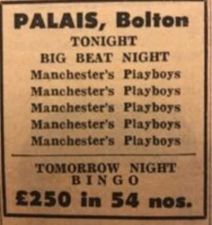 PALAIS, Bolton
TONIGHT
BIG BEAT NIGHT
Manchester's Playboys
Manchester's Playboys
Manchester's Playboys
Manchester's Playboys
Manchester's Playboys
TOMORROW NIGHT
BINGO
£250 in 54 nos.